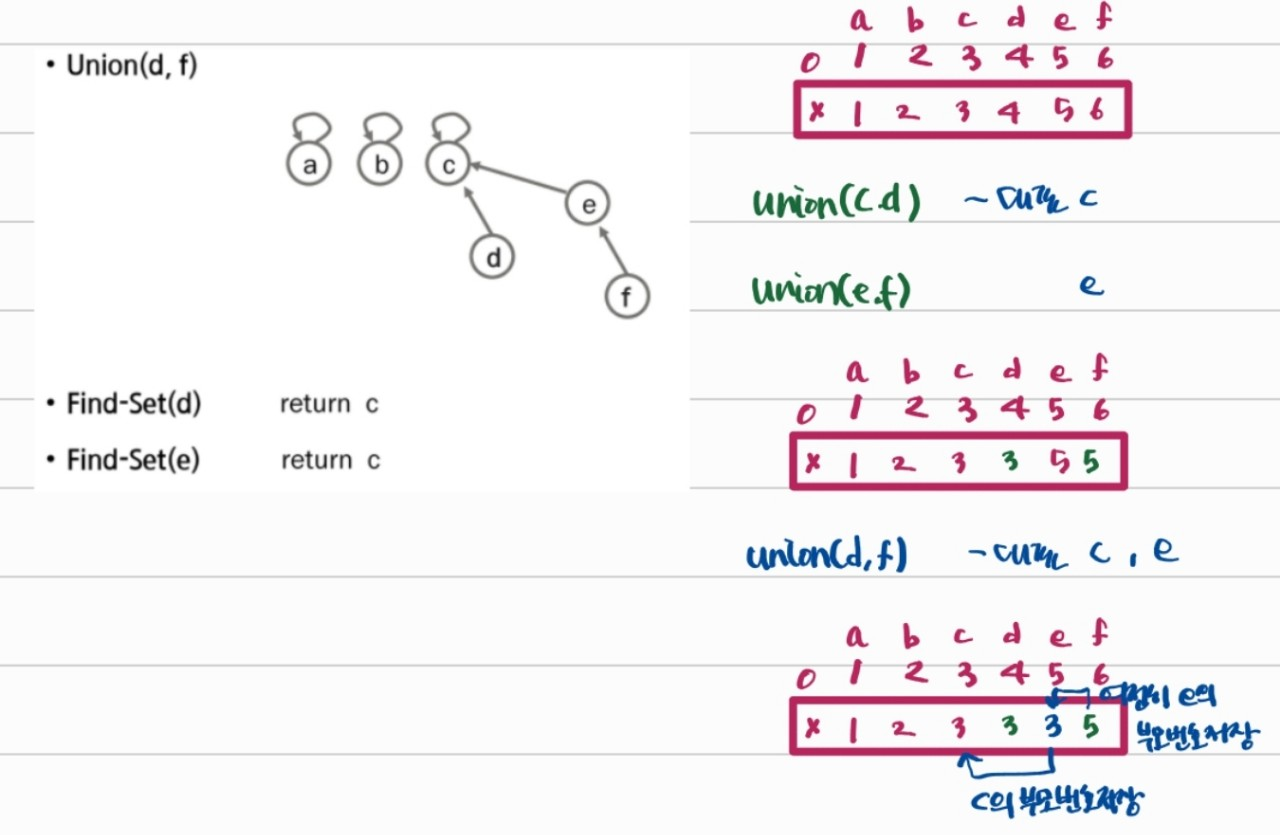 • Union(d, f)
a b c
e
d
f
• Find-Set(d) return c
• Find-Set(e) return c
a b c d e f
0 1 2 3 4 5 6
x 1 2 3 4 5 6
union(c.d) ~대표 c
union(e.f) e
a b c d e f
0 1 2 3 4 5 6
x 1 2 3 3 5 5
union(d,f) ~대표 c, e
a b c d e f
0 1 2 3 4 5 6
x 1 2 3 3 3 5
여전히 e의
부모번호저장
c의 부모번호저장